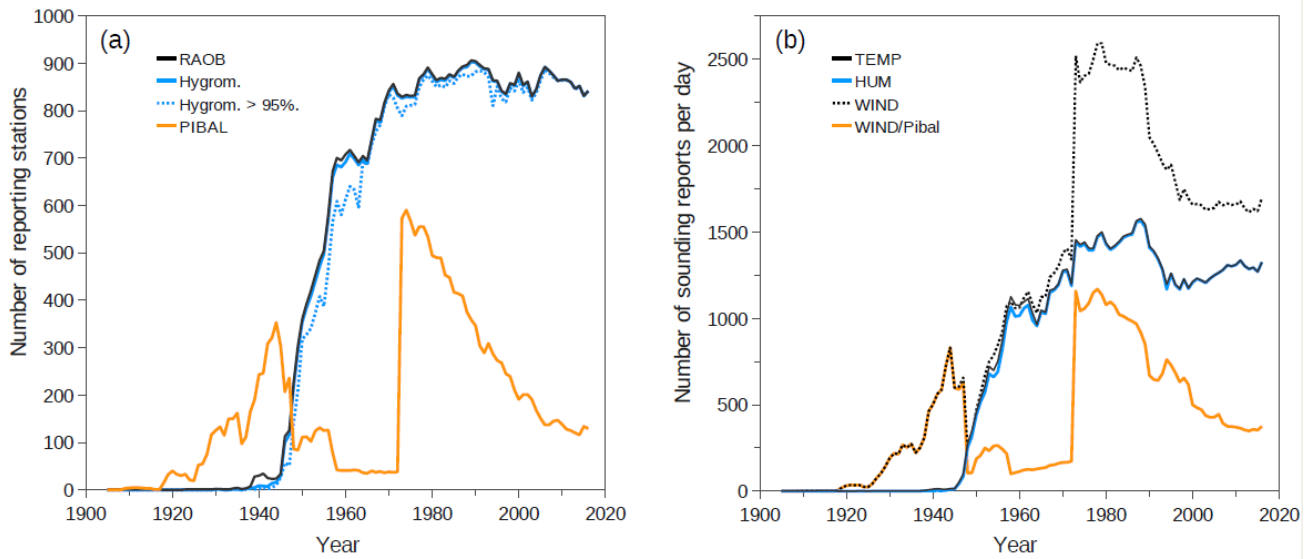 (a)
RAOB
Hygrom.
Hygrom. > 95%.
PIBAL
Number of reporting stations
1000
900
800
700
600
500
400
300
200
100
0
1900 1920 1940 1960 1980 2000 2020
Year
(b)
TEMP
HUM
WIND
WIND/Pibal
Number of sounding reports per day
2500
2000
1500
1000
500
0
1900 1920 1940 1960 1980 2000 2020
Year